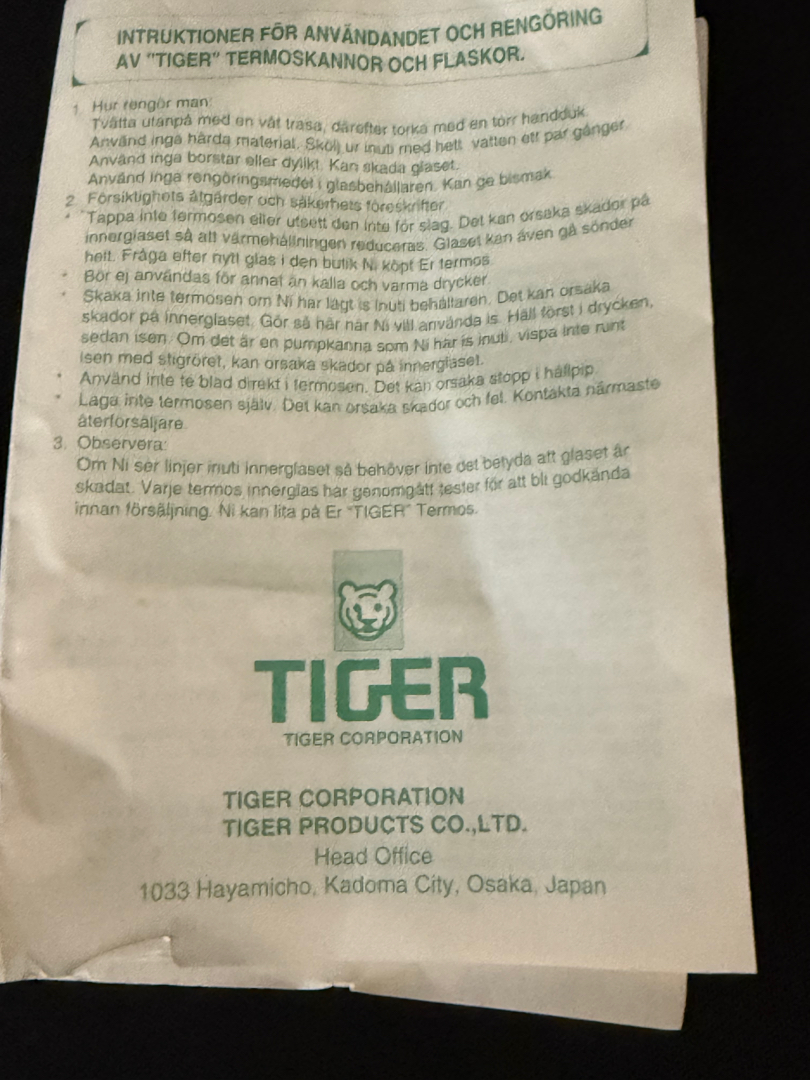 INTRUKTIONER FÖR ANVÄNDANDET OCH RENGÖRING
AV "TIGER" TERMOSKANNOR OCH FLASKOR.
1. Hur rengör man:
Tvätta utanpå med en våt trasa, därefter torka med en torr handduk.
Använd inga hårda material. Skölj ur inuti med hett vatten ett par gånger.
Använd inga borstar eller dylikt. Kan skada glaset.
Använd inga rengöringsmedel i glasbehållaren. Kan ge bismak.
2. Försiktighets åtgärder och säkerhets föreskrifter.
* Tappa inte termosen eller utsett den inte för slag. Det kan orsaka skador på
innerglaset så att värmehållningen reduceras. Glaset kan även gå sönder
helt. Fråga efter nytt glas i den butik Ni köpt Er termos.
* Bör ej användas för annat än kalla och varma drycker.
* Skaka inte termosen om Ni har lagt is inuti behållaren. Det kan orsaka
skador på innerglaset. Gör så här när Ni vill använda is. Häll först i drycken,
sedan isen. Om det är en pumpkanna som Ni har is inuti, vispa inte runt
isen med stigröret, kan orsaka skador på innerglaset.
* Använd inte te blad direkt i termosen. Det kan orsaka stopp i hällpip.
* Laga inte termosen själv. Det kan orsaka skador och fel. Kontakta närmaste
återförsäljare.
3. Observera:
Om Ni ser linjer inuti innerglaset så behöver inte det betyda att glaset är
skadat. Varje termos innerglas har genomgått tester för att bli godkända
innan försäljning. Ni kan lita på Er "TIGER" Termos.
TIGER
TIGER CORPORATION
TIGER CORPORATION
TIGER PRODUCTS CO.,LTD.
Head Office
1033 Hayamicho, Kadoma City, Osaka, Japan